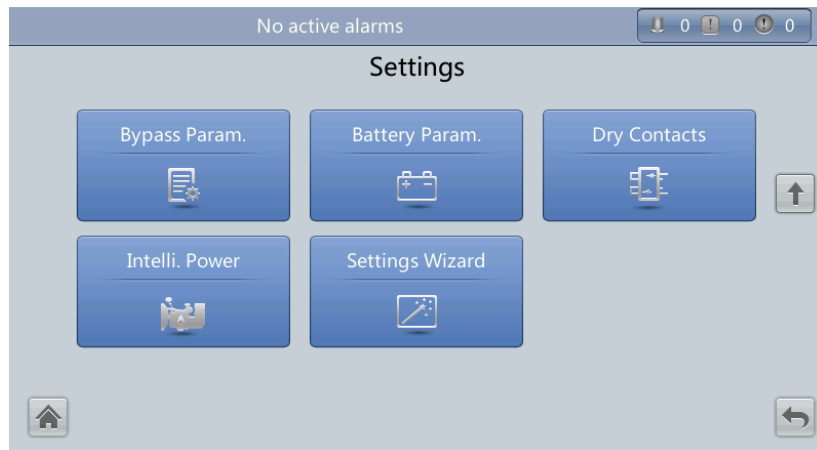 No active alarms
0 0 0
Settings
Bypass Param.
Battery Param.
Dry Contacts
Intelli. Power
Settings Wizard